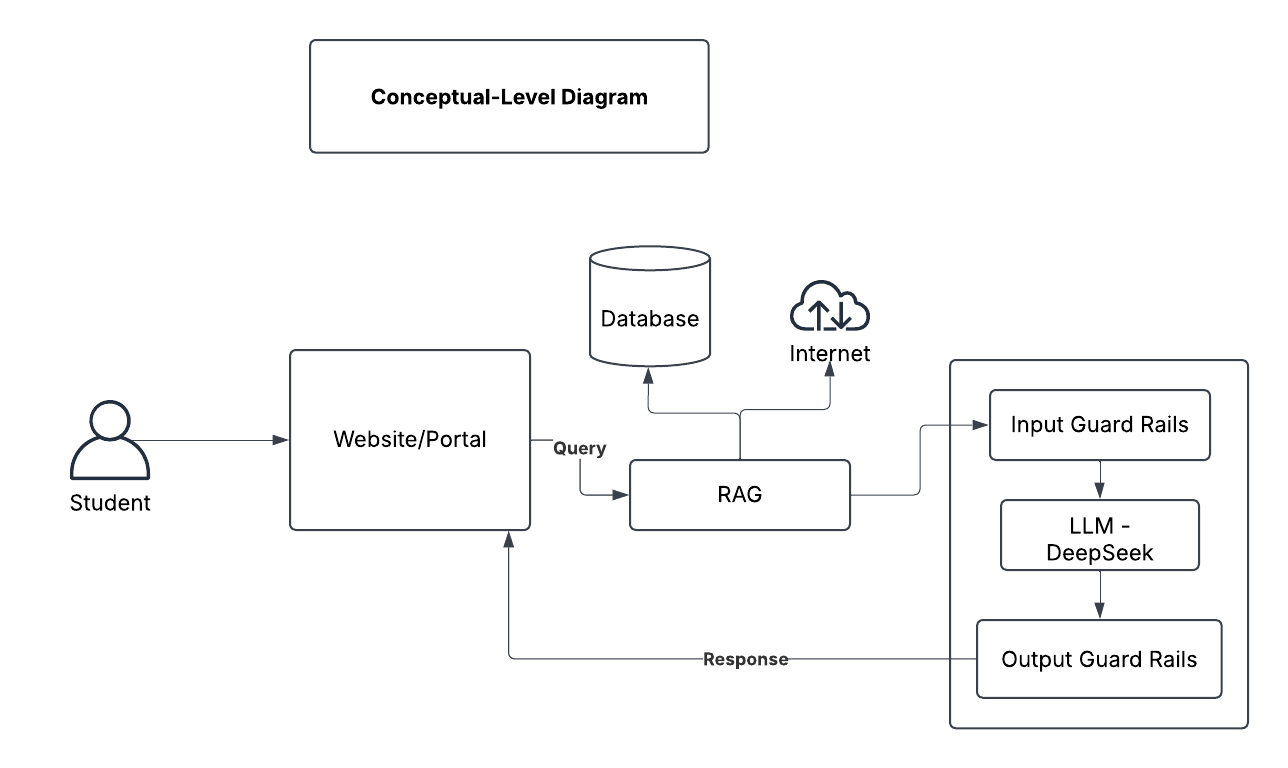 Conceptual-Level Diagram
Database
Internet
Website/Portal
Student
Query
RAG
Input Guard Rails
LLM -
DeepSeek
Output Guard Rails
Response